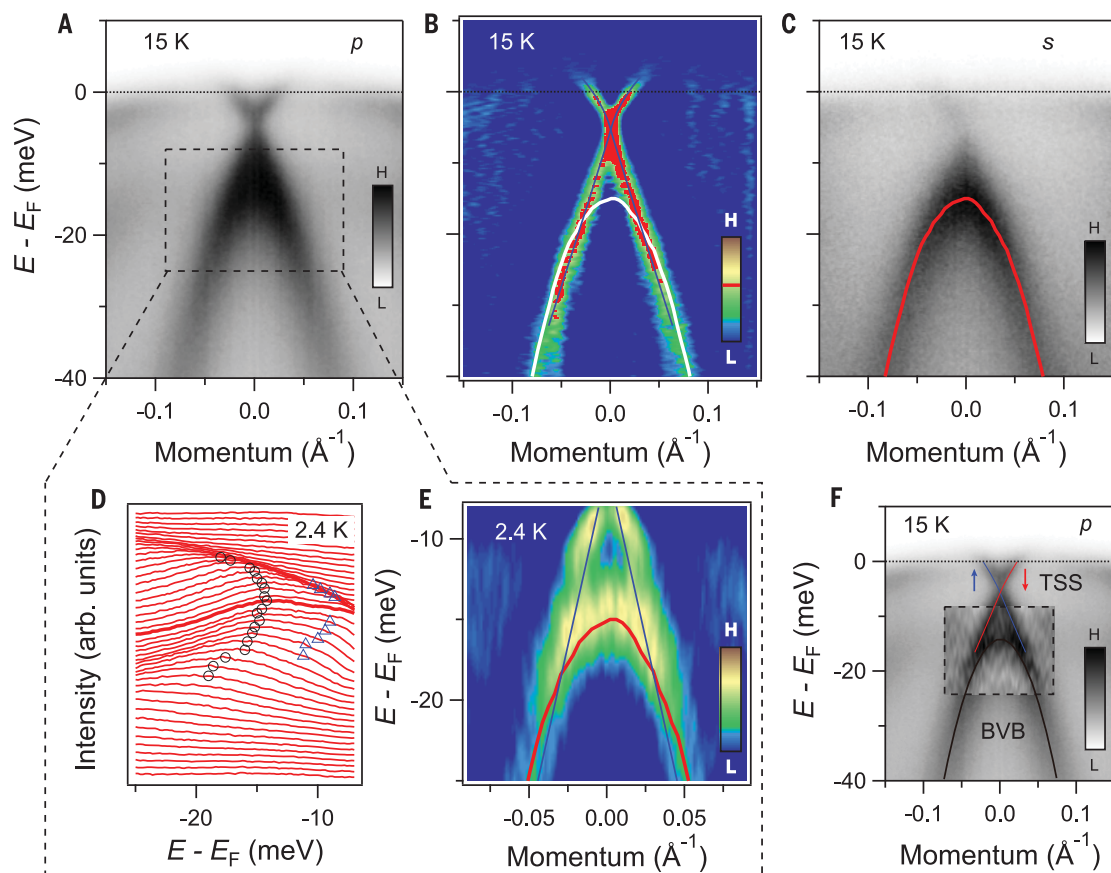 A
15 K
p
0
-20
-40
E - E_F (meV)
H
L
-0.1
0.0
0.1
Momentum (Å⁻¹)
B
15 K
H
L
-0.1
0.0
0.1
Momentum (Å⁻¹)
C
15 K
s
H
L
-0.1
0.0
0.1
Momentum (Å⁻¹)
D
2.4 K
Intensity (arb. units)
-20
-10
E - E_F (meV)
E
2.4 K
-10
-20
E - E_F (meV)
H
L
-0.05
0.00
0.05
Momentum (Å⁻¹)
F
15 K
p
0
-20
-40
E - E_F (meV)
TSS
BVB
H
L
-0.1
0.0
0.1
Momentum (Å⁻¹)